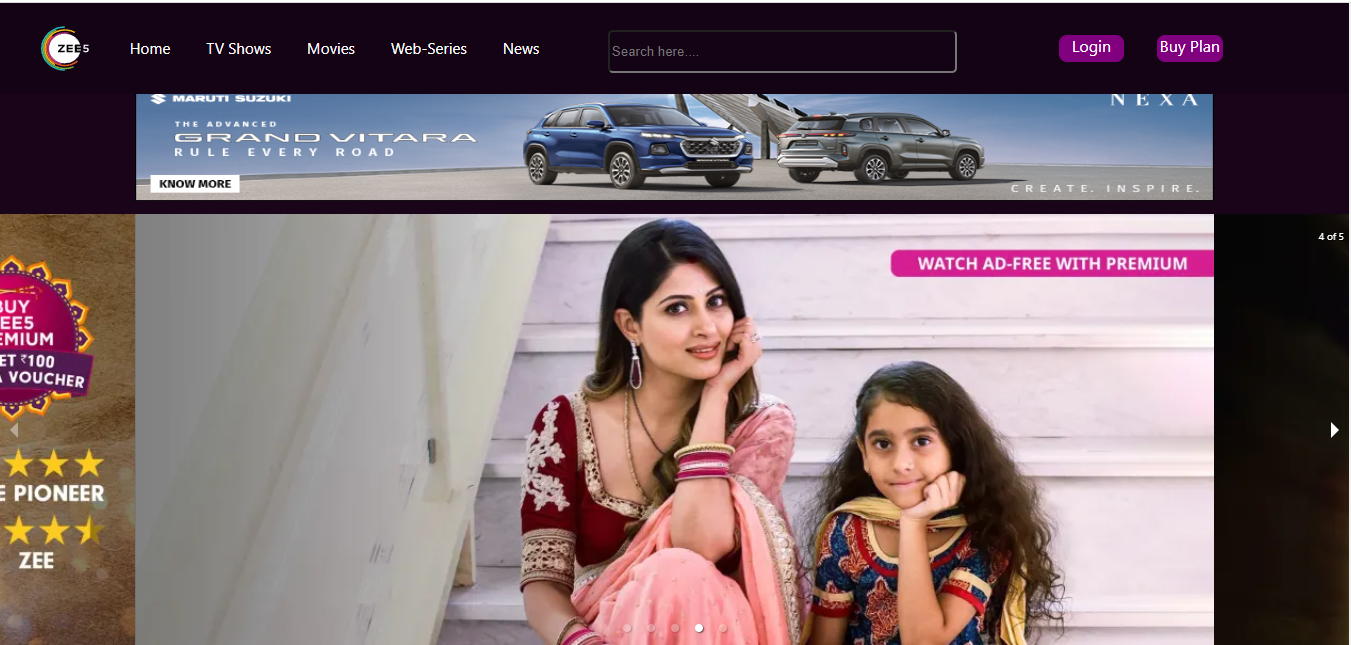 ZEE5
Home
TV Shows
Movies
Web-Series
News
Search here....
Login
Buy Plan
MARUTI SUZUKI
NEXA
THE ADVANCED
GRAND VITARA
RULE EVERY ROAD
KNOW MORE
CREATE. INSPIRE.
4 of 5
WATCH AD-FREE WITH PREMIUM
BUY
EE5
EMIUM
ET ₹100
A VOUCHER
E PIONEER
ZEE